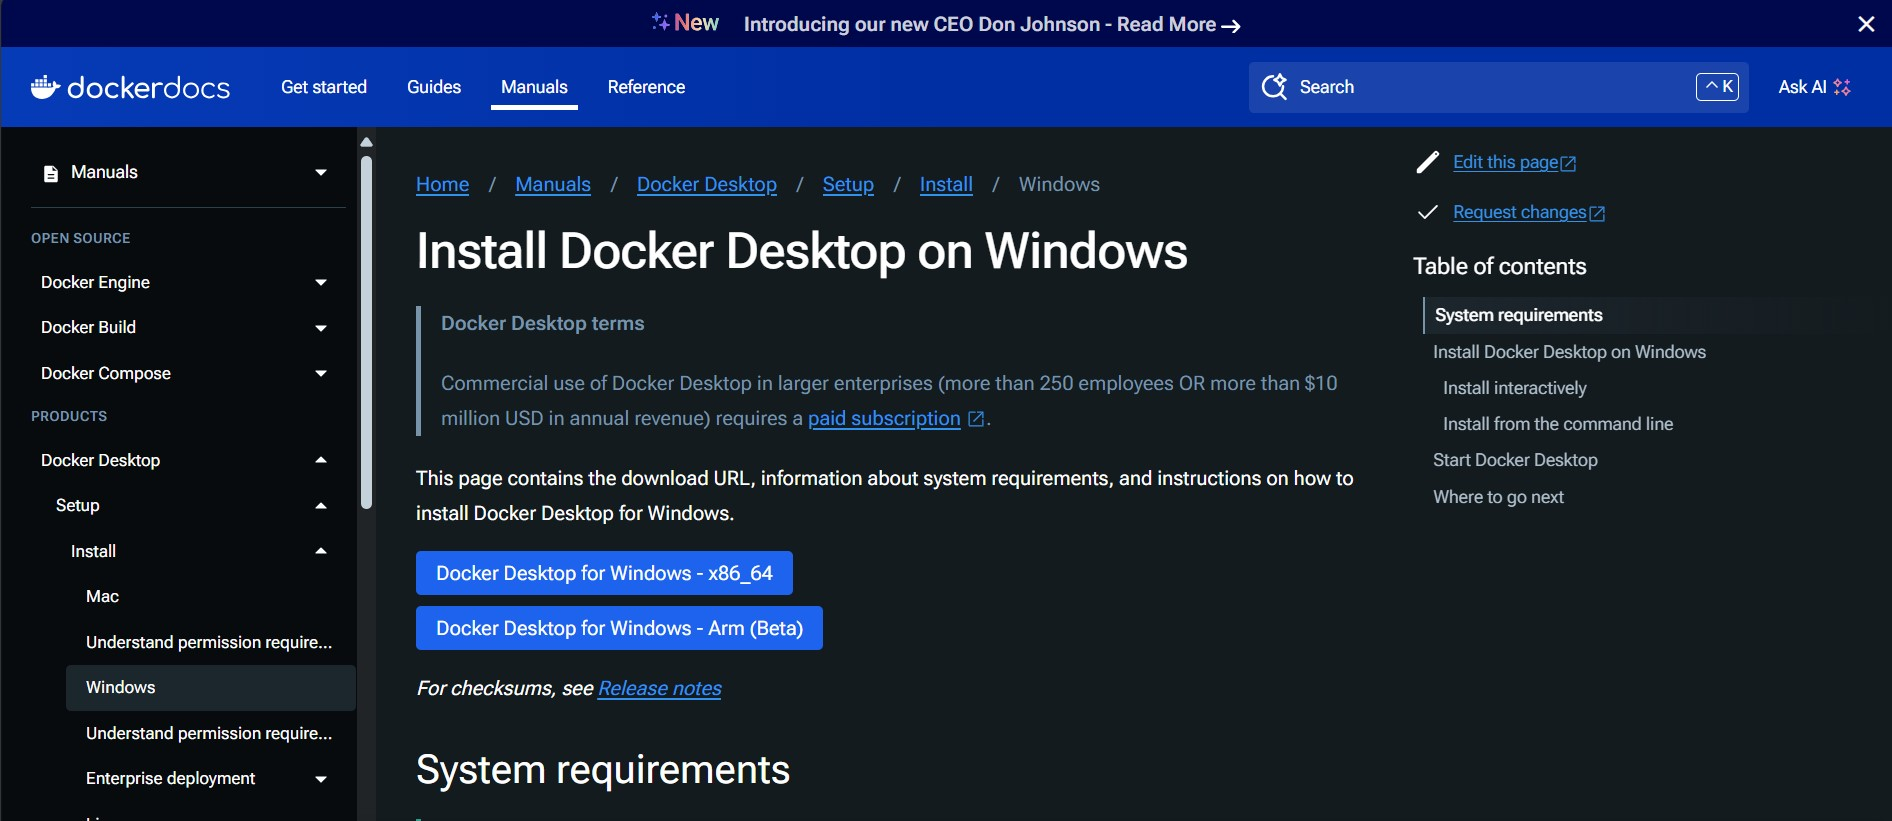 New Introducing our new CEO Don Johnson - Read More →
dockerdocs Get started Guides Manuals Reference Search ^ K Ask AI
Manuals
OPEN SOURCE
Docker Engine
Docker Build
Docker Compose
PRODUCTS
Docker Desktop
Setup
Install
Mac
Understand permission require...
Windows
Understand permission require...
Enterprise deployment
Home / Manuals / Docker Desktop / Setup / Install / Windows
Install Docker Desktop on Windows
Docker Desktop terms
Commercial use of Docker Desktop in larger enterprises (more than 250 employees OR more than $10
million USD in annual revenue) requires a paid subscription .
This page contains the download URL, information about system requirements, and instructions on how to
install Docker Desktop for Windows.
Docker Desktop for Windows - x86_64
Docker Desktop for Windows - Arm (Beta)
For checksums, see Release notes
System requirements
Edit this page
Request changes
Table of contents
System requirements
Install Docker Desktop on Windows
Install interactively
Install from the command line
Start Docker Desktop
Where to go next